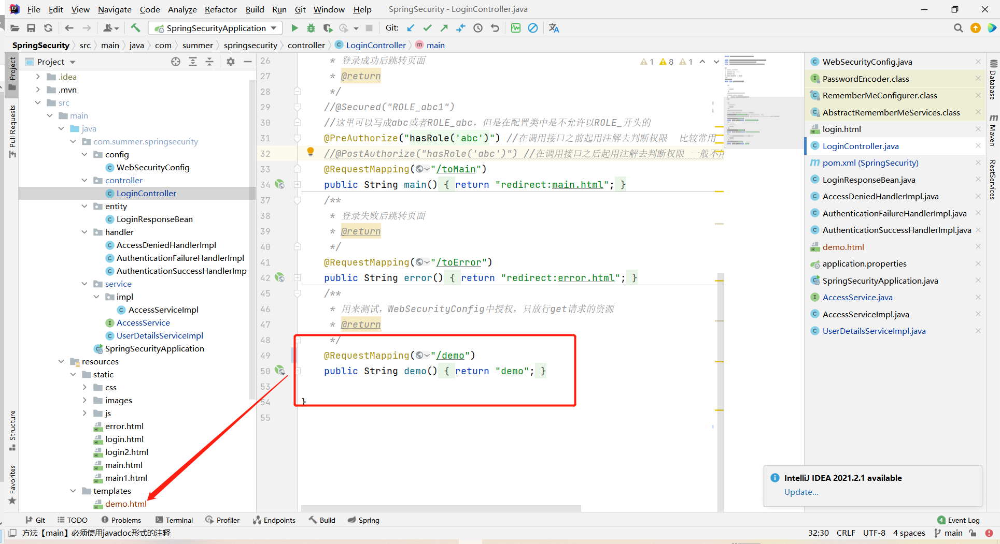 File Edit View Navigate Code Analyze Refactor Build Run Git Window Help SpringSecurity - LoginController.java
SpringSecurityApplication Git:
SpringSecurity src main java com summer springsecurity controller LoginController main
Project
Pull Requests
Structure
Favorites
Project
.idea
.mvn
src
main
java
com.summer.springsecurity
config
WebSecurityConfig
controller
LoginController
entity
LoginResponseBean
handler
AccessDeniedHandlerImpl
AuthenticationFailureHandlerImpl
AuthenticationSuccessHandlerImp
service
impl
AccessServiceImpl
AccessService
UserDetailsServiceImpl
SpringSecurityApplication
resources
static
css
images
js
error.html
login.html
login2.html
main.html
main1.html
templates
demo.html
1 8 1
26 * 登录成功后跳转页面
27 * @return
28 */
29 //@Secured("ROLE_abc1")
30 //这里可以写成abc或者ROLE_abc，但是在配置类中是不允许以ROLE_开头的
31 @PreAuthorize("hasRole('abc')") //在调用接口之前起用注解去判断权限 比较常用
32 //@PostAuthorize("hasRole('abc')") //在调用接口之后起用注解去判断权限 一般不用
33 @RequestMapping("/toMain")
34 public String main() { return "redirect:main.html"; }
37 /**
38 * 登录失败后跳转页面
39 * @return
40 */
41 @RequestMapping("/toError")
42 public String error() { return "redirect:error.html"; }
45 /**
46 * 用来测试，WebSecurityConfig中授权，只放行get请求的资源
47 * @return
48 */
49 @RequestMapping("/demo")
50 public String demo() { return "demo"; }
53
54 }
55
WebSecurityConfig.java
PasswordEncoder.class
RememberMeConfigurer.class
AbstractRememberMeServices.class
login.html
LoginController.java
pom.xml (SpringSecurity)
LoginResponseBean.java
AccessDeniedHandlerImpl.java
AuthenticationFailureHandlerImpl.java
AuthenticationSuccessHandlerImpl.java
demo.html
application.properties
SpringSecurityApplication.java
AccessService.java
AccessServiceImpl.java
UserDetailsServiceImpl.java
Database
Maven
RestServices
IntelliJ IDEA 2021.2.1 available
Update...
Git TODO Problems Terminal Profiler Endpoints Build Spring 4 Event Log
方法【main】必须使用javadoc形式的注释 32:30 CRLF UTF-8 4 spaces main